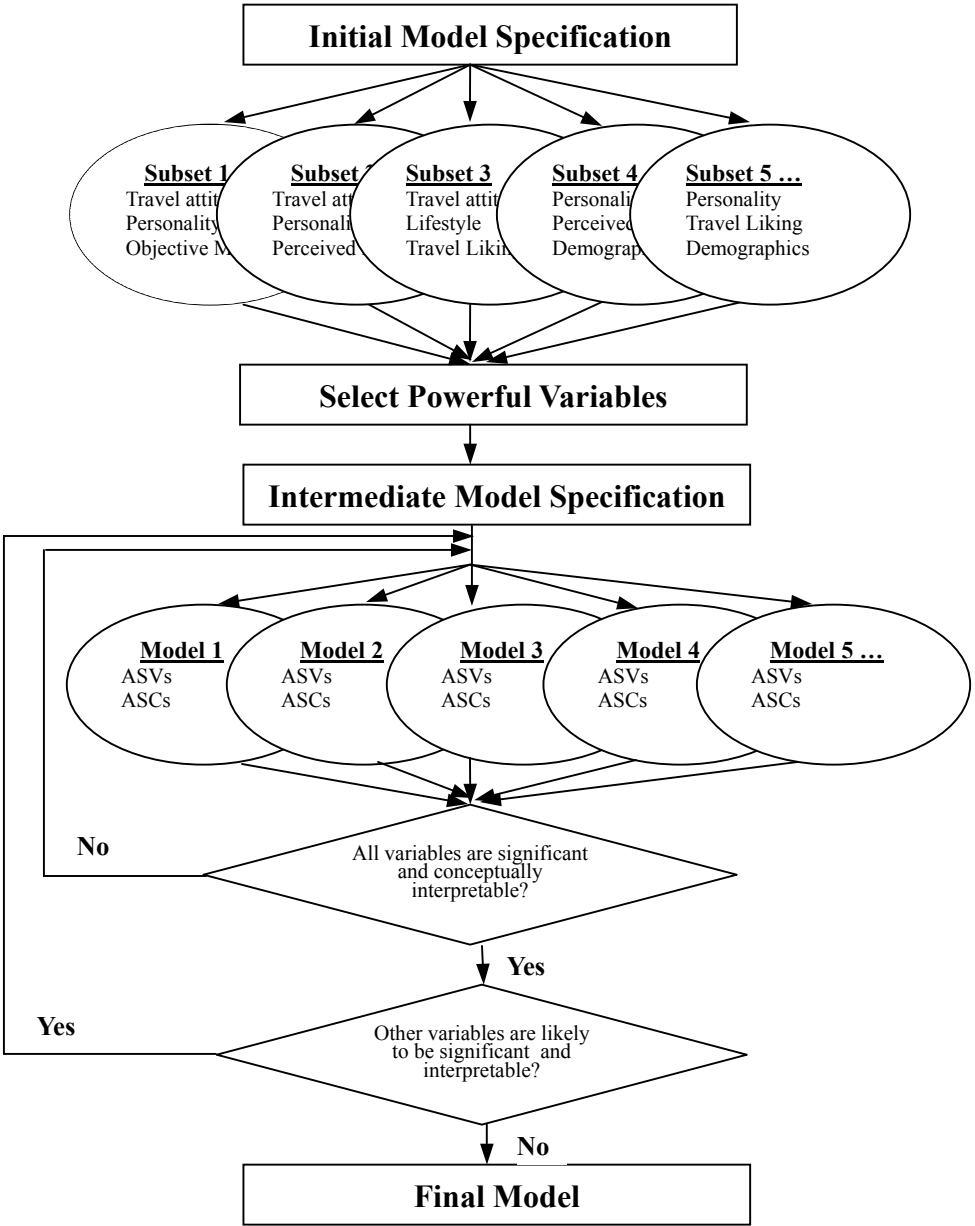 Initial Model Specification
Subset 1
Travel attit
Personality
Objective M
Subset
Travel att
Personali
Perceived
Subset 3
Travel attit
Lifestyle
Travel Likin
Subset 4
Personali
Perceived
Demograp
Subset 5 ...
Personality
Travel Liking
Demographics
Select Powerful Variables
Intermediate Model Specification
Model 1
ASVs
ASCs
Model 2
ASVs
ASCs
Model 3
ASVs
ASCs
Model 4
ASVs
ASCs
Model 5 ...
ASVs
ASCs
No
All variables are significant
and conceptually
interpretable?
Yes
Yes
Other variables are likely
to be significant and
interpretable?
No
Final Model